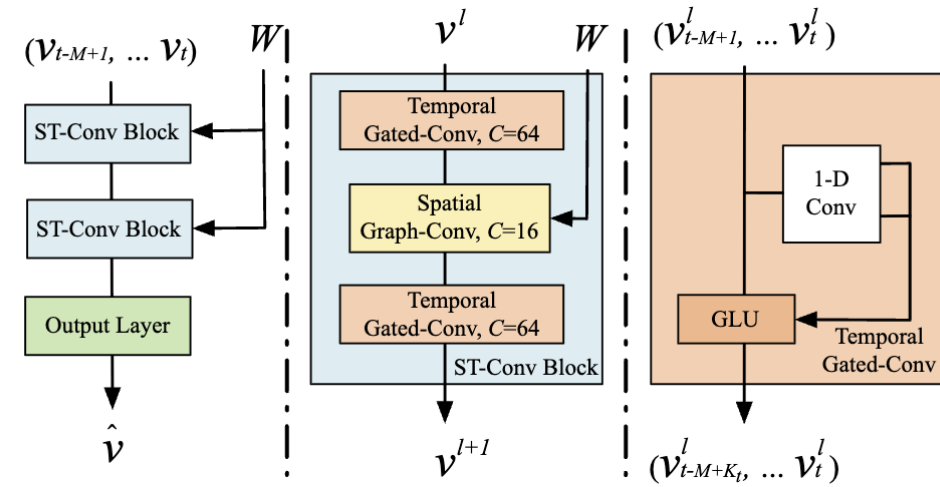 (v_{t-M+1}, ... v_t)
W
ST-Conv Block
ST-Conv Block
Output Layer
v̂
v^l
W
Temporal
Gated-Conv, C=64
Spatial
Graph-Conv, C=16
Temporal
Gated-Conv, C=64
ST-Conv Block
v^{l+1}
(v^l_{t-M+1}, ... v^l_t)
1-D
Conv
GLU
Temporal
Gated-Conv
(v^l_{t-M+K_t}, ... v^l_t)